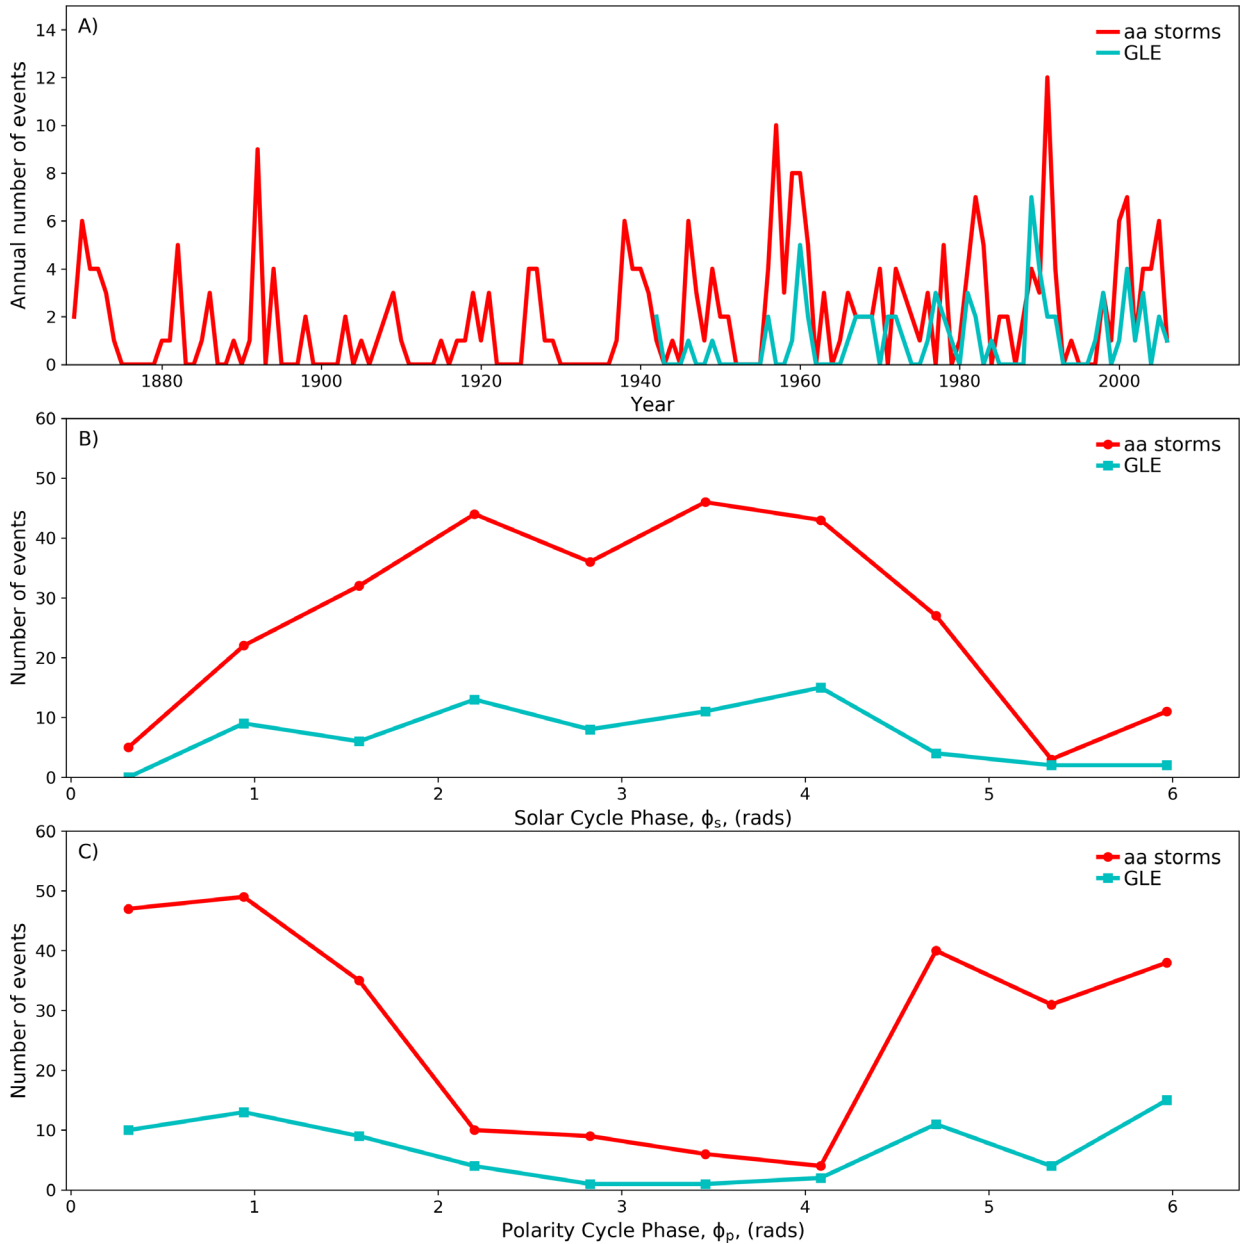 A)
aa storms
GLE
Annual number of events
14
12
10
8
6
4
2
0
1880 1900 1920 1940 1960 1980 2000
Year
B)
aa storms
GLE
Number of events
60
50
40
30
20
10
0
0 1 2 3 4 5 6
Solar Cycle Phase, ϕs, (rads)
C)
aa storms
GLE
Number of events
60
50
40
30
20
10
0
0 1 2 3 4 5 6
Polarity Cycle Phase, ϕp, (rads)